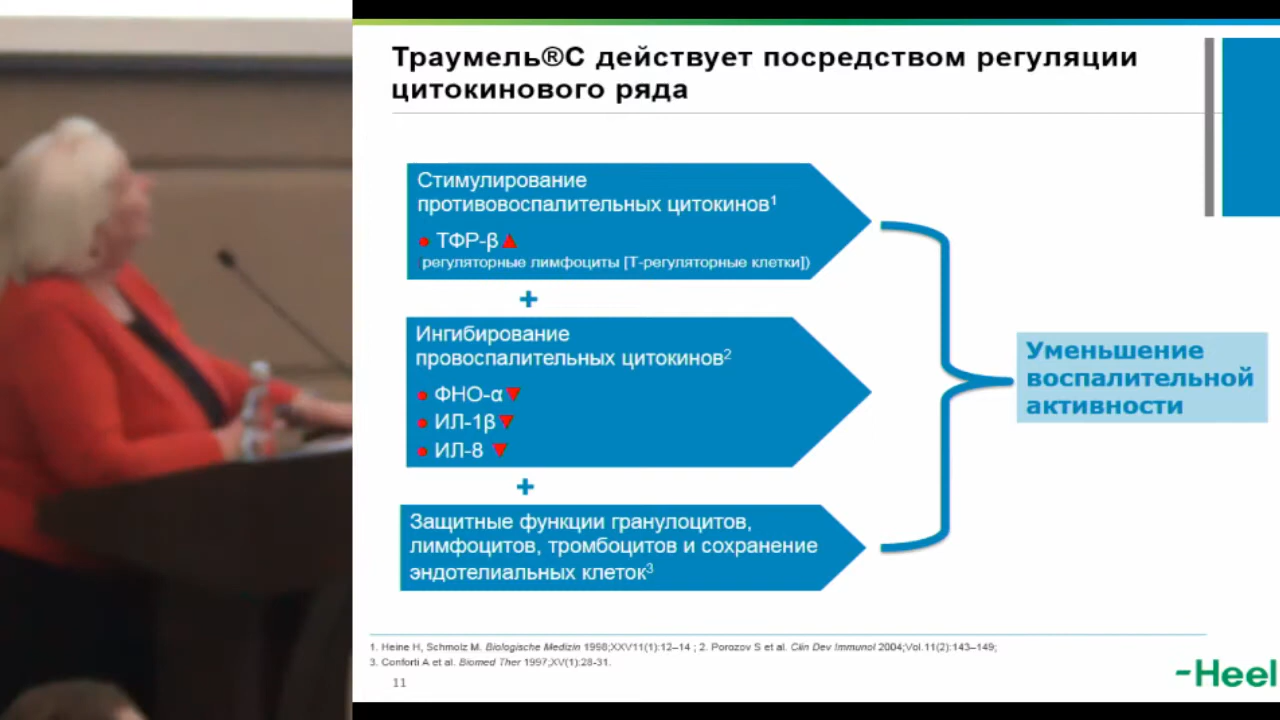 Траумель®С действует посредством регуляции
цитокинового ряда
Стимулирование
противовоспалительных цитокинов1
• ТФР-β▲
регуляторные лимфоциты [Т-регуляторные клетки])
+
Ингибирование
провоспалительных цитокинов2
• ФНО-α▼
• ИЛ-1β▼
• ИЛ-8 ▼
+
Защитные функции гранулоцитов,
лимфоцитов, тромбоцитов и сохранение
эндотелиальных клеток3
Уменьшение
воспалительной
активности
1. Heine H, Schmolz M. Biologische Medizin 1998;XXV11(1):12–14 ; 2. Porozov S et al. Clin Dev Immunol 2004;Vol.11(2):143–149;
3. Conforti A et al. Biomed Ther 1997;XV(1):28-31.
11
-Heel